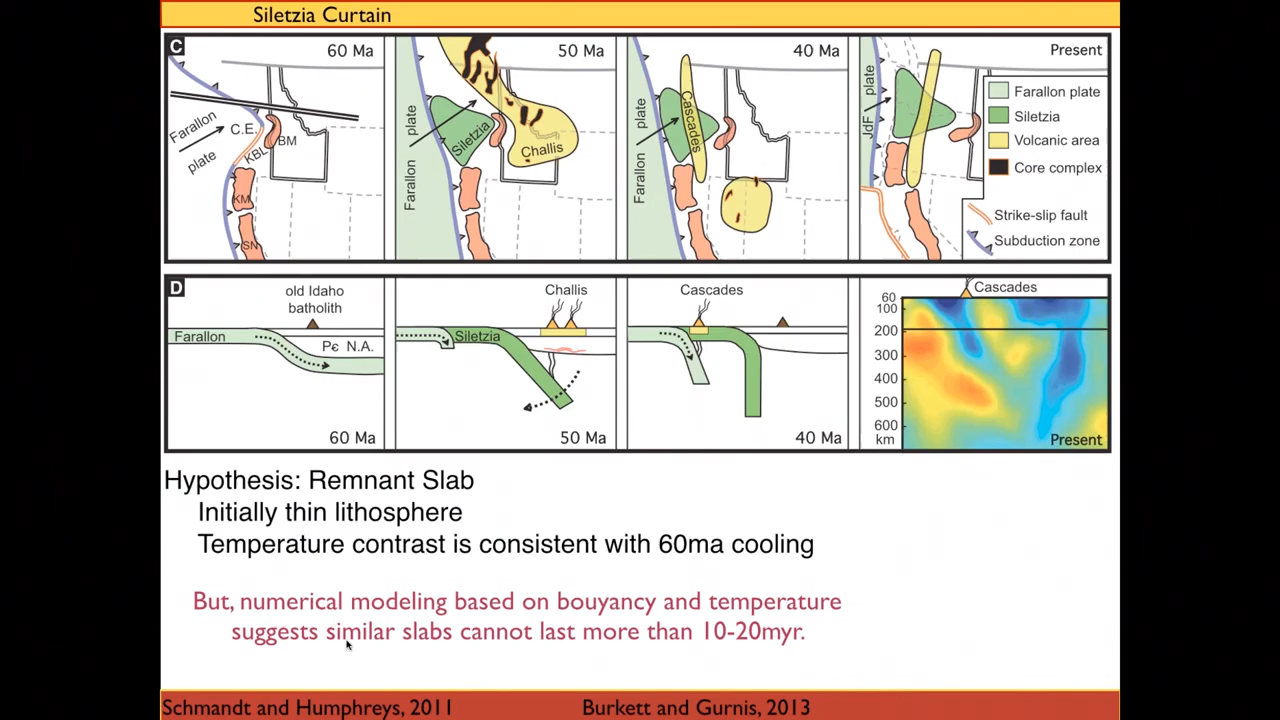 Siletzia Curtain
C
60 Ma
50 Ma
40 Ma
Present
Farallon
plate
C.E.
KBL
BM
KM
SN
Farallon plate
Siletzia
Challis
Farallon plate
Cascades
JdF plate
Farallon plate
Siletzia
Volcanic area
Core complex
Strike-slip fault
Subduction zone
D
old Idaho
batholith
Farallon
Pє N.A.
60 Ma
Challis
Siletzia
50 Ma
Cascades
40 Ma
Cascades
60
100
200
300
400
500
600
km
Present
Hypothesis: Remnant Slab
Initially thin lithosphere
Temperature contrast is consistent with 60ma cooling
But, numerical modeling based on bouyancy and temperature
suggests similar slabs cannot last more than 10-20myr.
Schmandt and Humphreys, 2011
Burkett and Gurnis, 2013